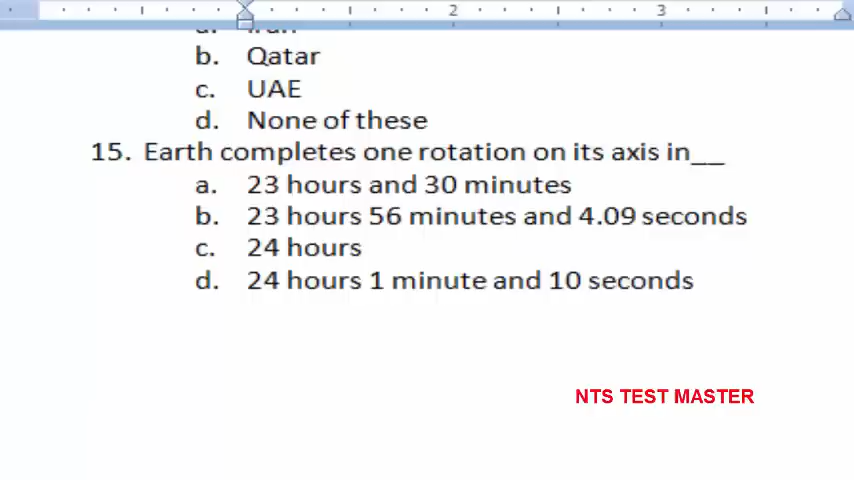 2 3
b. Qatar
c. UAE
d. None of these
15. Earth completes one rotation on its axis in__
a. 23 hours and 30 minutes
b. 23 hours 56 minutes and 4.09 seconds
c. 24 hours
d. 24 hours 1 minute and 10 seconds
NTS TEST MASTER